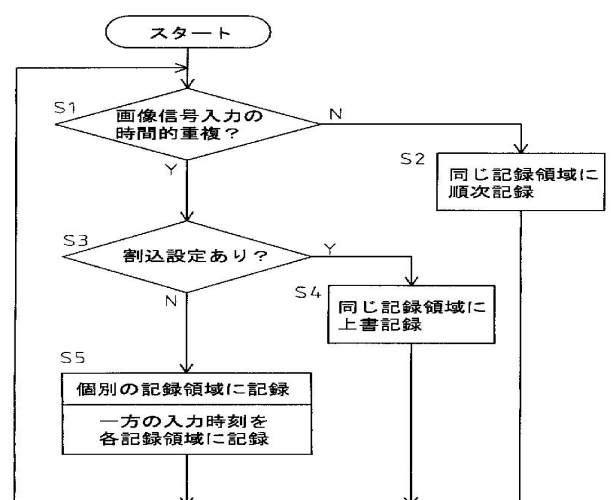 スタート
S1
画像信号入力の
時間的重複?
N
Y
S2
同じ記録領域に
順次記録
S3
割込設定あり?
Y
N
S4
同じ記録領域に
上書記録
S5
個別の記録領域に記録
一方の入力時刻を
各記録領域に記録